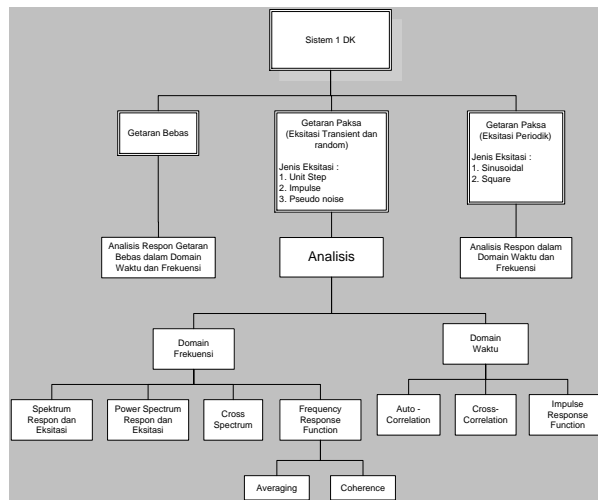 Sistem 1 DK
Getaran Bebas
Getaran Paksa
(Eksitasi Transient dan
random)
Jenis Eksitasi :
1. Unit Step
2. Impulse
3. Pseudo noise
Getaran Paksa
(Eksitasi Periodik)
Jenis Eksitasi :
1. Sinusoidal
2. Square
Analisis Respon Getaran
Bebas dalam Domain
Waktu dan Frekuensi
Analisis
Analisis Respon dalam
Domain Waktu dan
Frekuensi
Domain
Frekuensi
Domain
Waktu
Spektrum
Respon dan
Eksitasi
Power Spectrum
Respon dan
Eksitasi
Cross
Spectrum
Frequency
Response
Function
Auto -
Correlation
Cross-
Correlation
Impulse
Response
Function
Averaging
Coherence